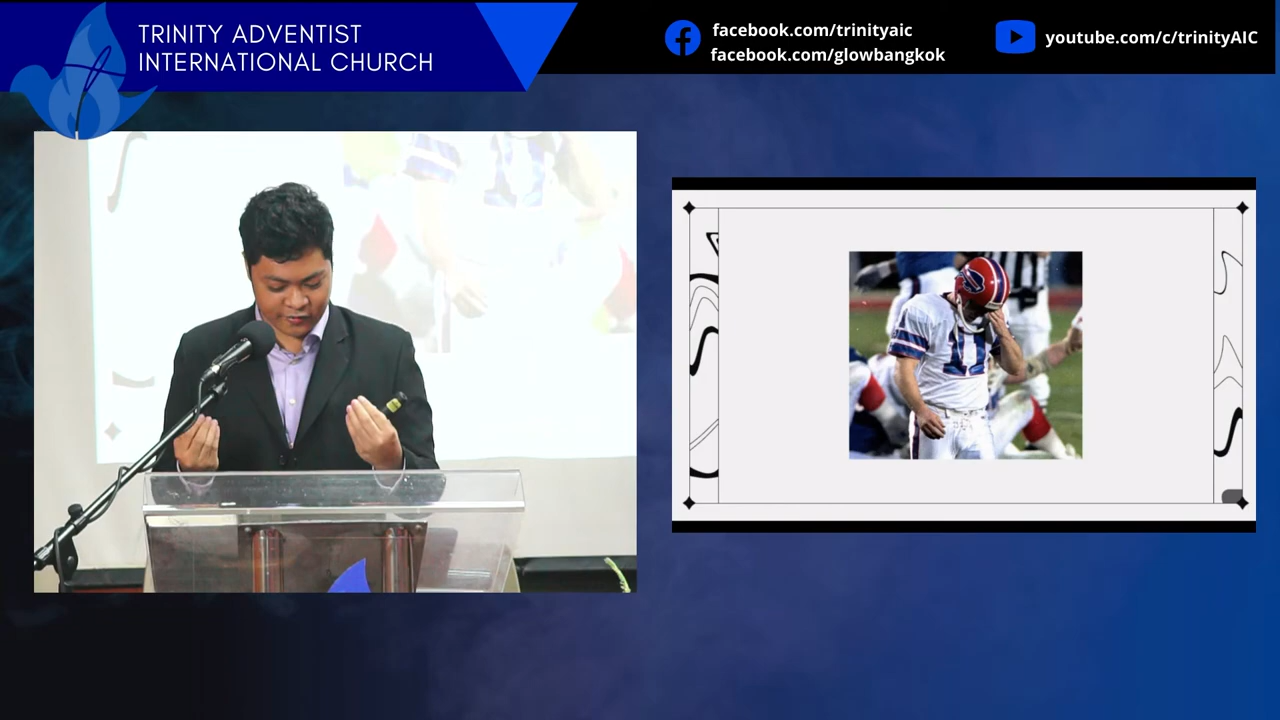 TRINITY ADVENTIST
INTERNATIONAL CHURCH
facebook.com/trinityaic
facebook.com/glowbangkok
youtube.com/c/trinityAIC